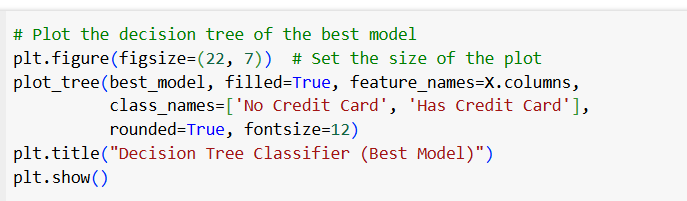 # Plot the decision tree of the best model
plt.figure(figsize=(22, 7))  # Set the size of the plot
plot_tree(best_model, filled=True, feature_names=X.columns,
          class_names=['No Credit Card', 'Has Credit Card'],
          rounded=True, fontsize=12)
plt.title("Decision Tree Classifier (Best Model)")
plt.show()